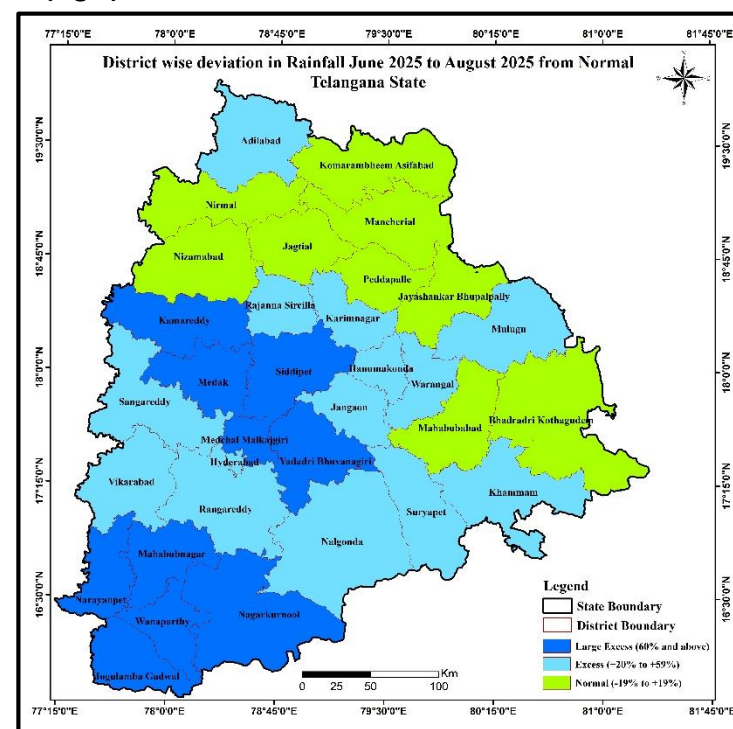 77°15'0"E 78°0'0"E 78°45'0"E 79°30'0"E 80°15'0"E 81°0'0"E 81°45'0"E
District wise deviation in Rainfall June 2025 to August 2025 from Normal
Telangana State
19°30'0"N
19°30'0"N
Adilabad
Komarambheem Asifabad
Nirmal
Mancherial
18°45'0"N
18°45'0"N
Nizamabad
Jagtial
Peddapalle
Jayashankar Bhupalpally
Rajanna Sircilla
Karimnagar
Kamareddy
Mulugu
18°0'0"N
18°0'0"N
Siddipet
Hanumakonda
Medak
Warangal
Sangareddy
Jangaon
Mahabubabad
Bhadradri Kothagudem
Medchal Malkajgiri
Hyderabad
Yadadri Bhuvanagiri
17°15'0"N
17°15'0"N
Vikarabad
Khammam
Rangareddy
Suryapet
Nalgonda
Mahabubnagar
16°30'0"N
16°30'0"N
Narayanpet
Nagarkurnool
Wanaparthy
Jogulamba Gadwal
Legend
State Boundary
District Boundary
Large Excess (60% and above)
Excess (+20% to +59%)
Normal (-19% to +19%)
Km
0 25 50 100
77°15'0"E 78°0'0"E 78°45'0"E 79°30'0"E 80°15'0"E 81°0'0"E 81°45'0"E